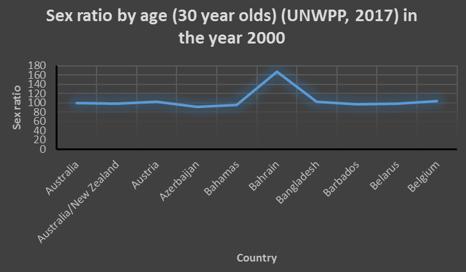 Sex ratio by age (30 year olds) (UNWPP, 2017) in
the year 2000
Sex ratio
180
160
140
120
100
80
60
40
20
0
Australia
Australia/New Zealand
Austria
Azerbaijan
Bahamas
Bahrain
Bangladesh
Barbados
Belarus
Belgium
Country